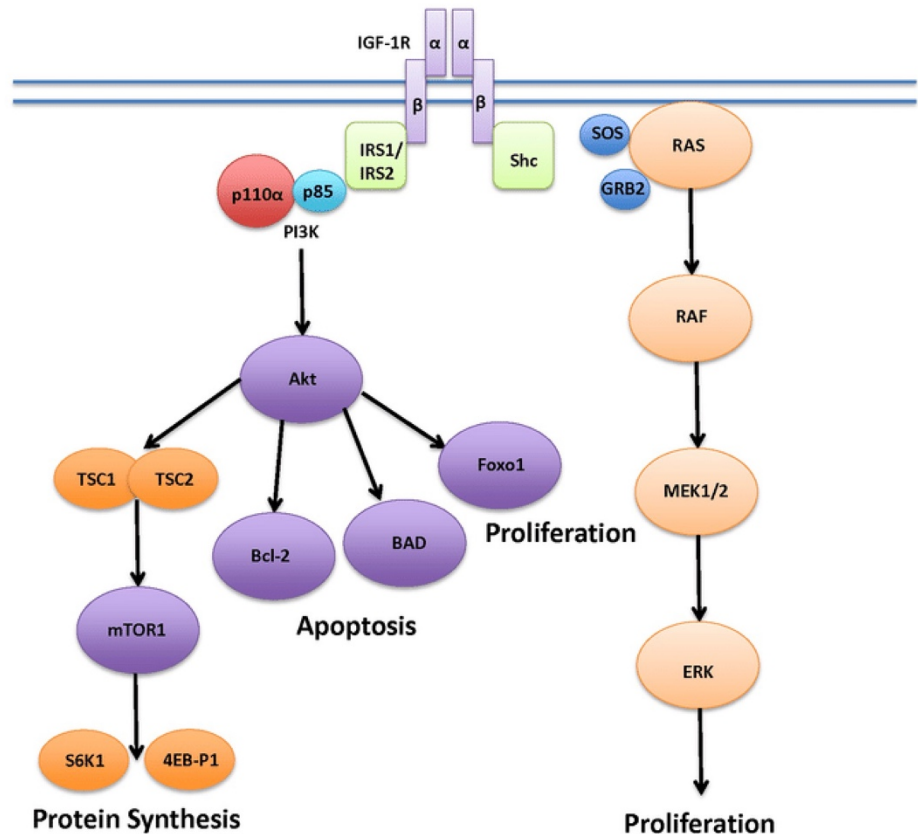 IGF-1R
α
α
β
β
IRS1/
IRS2
Shc
SOS
GRB2
RAS
p110α
p85
PI3K
RAF
Akt
TSC1
TSC2
Foxo1
MEK1/2
Proliferation
Bcl-2
BAD
Apoptosis
mTOR1
ERK
S6K1
4EB-P1
Protein Synthesis
Proliferation